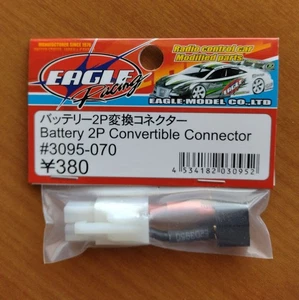 EAGLE
Racing
Radio control car
Modified parts
EAGLE-MODEL CO.,LTD
バッテリー2P変換コネクター
Battery 2P Convertible Connector
#3095-070
¥380
4 534182 030952